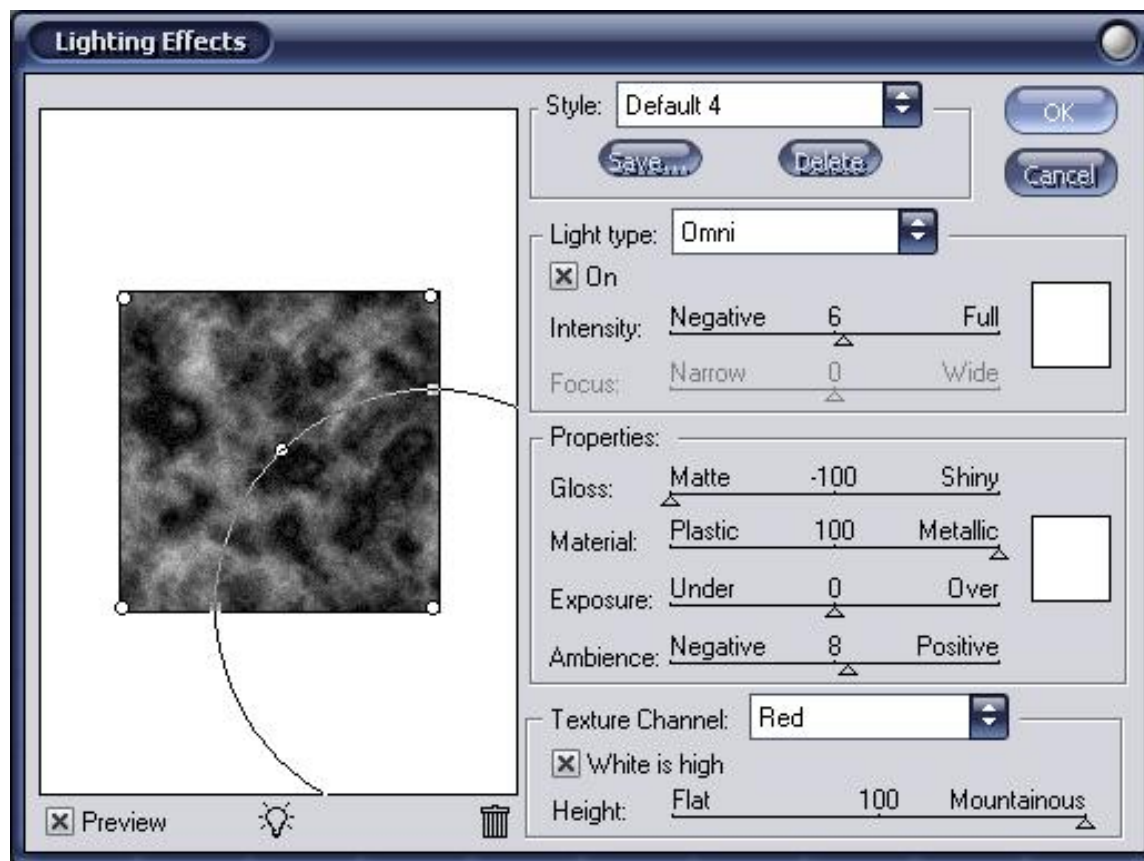 Lighting Effects
Style: Default 4
OK
Save... Delete
Cancel
Light type: Omni
On
Intensity: Negative 6 Full
Focus: Narrow 0 Wide
Properties:
Gloss: Matte -100 Shiny
Material: Plastic 100 Metallic
Exposure: Under 0 Over
Ambience: Negative 8 Positive
Texture Channel: Red
White is high
Height: Flat 100 Mountainous
Preview